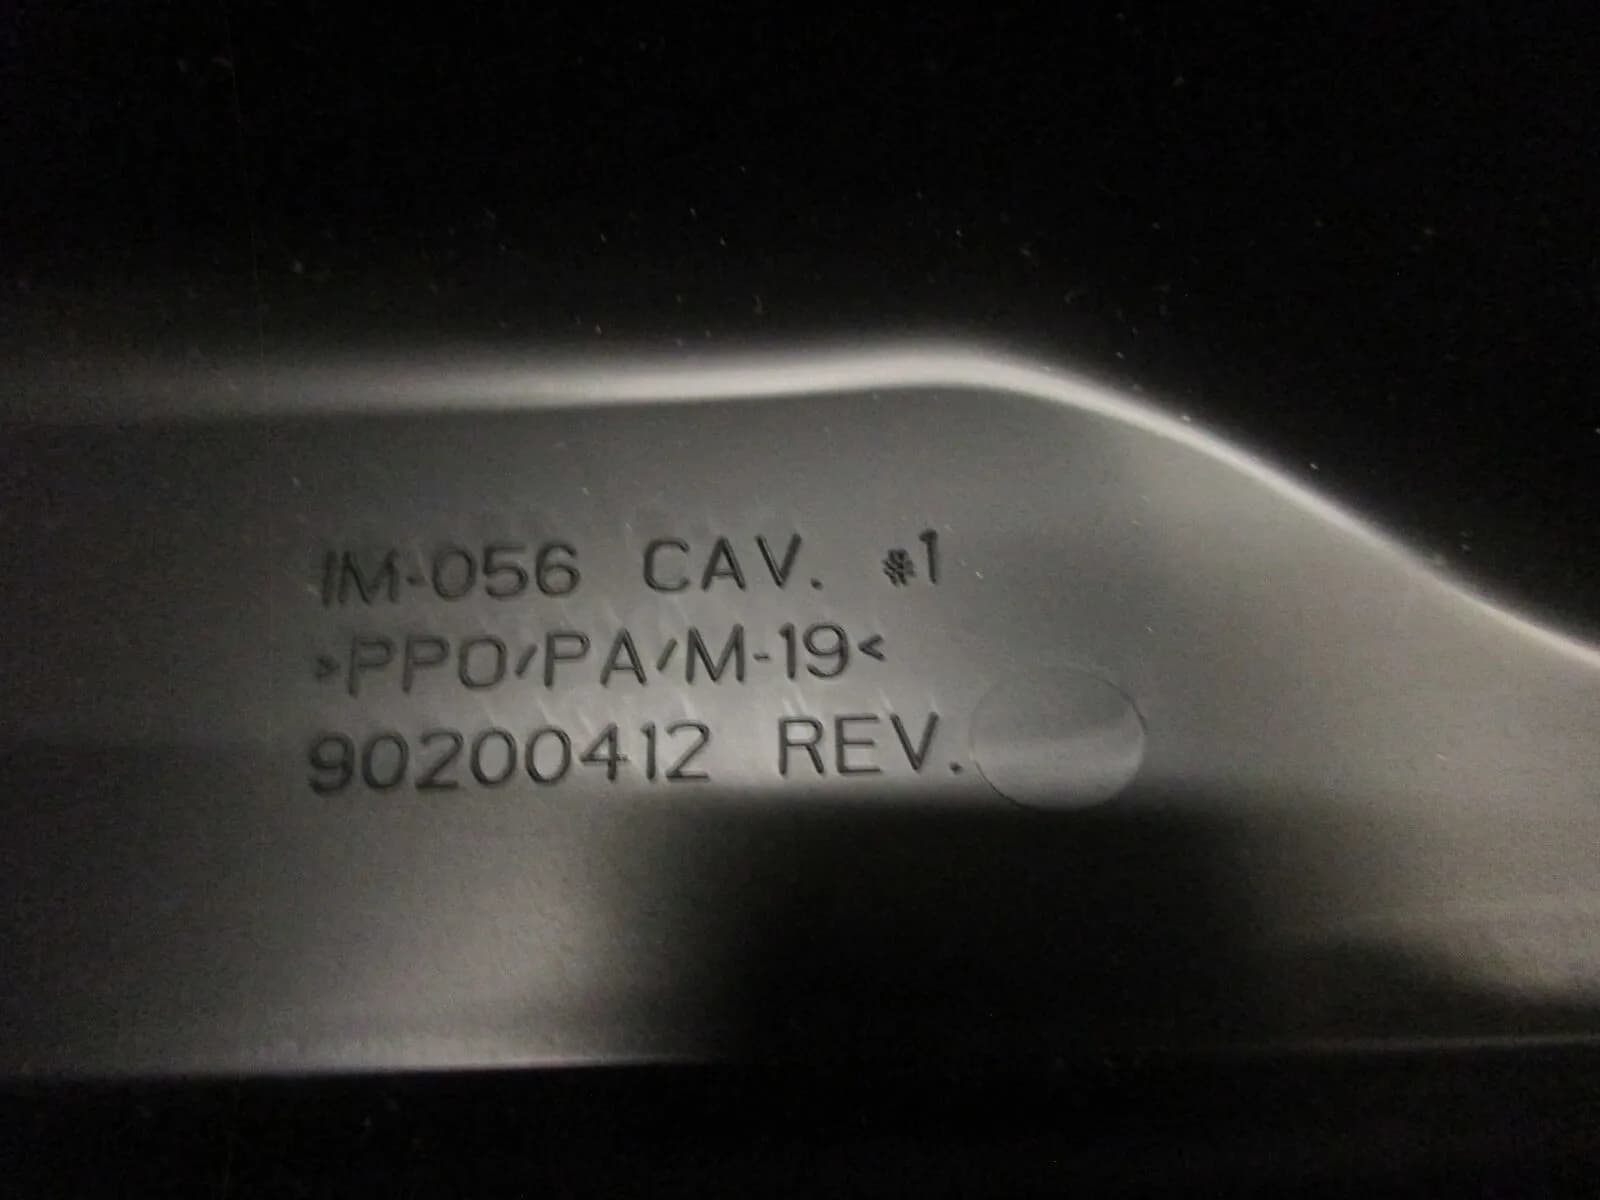 IM-056 CAV. #1
>PPO/PA/M-19<
90200412 REV.